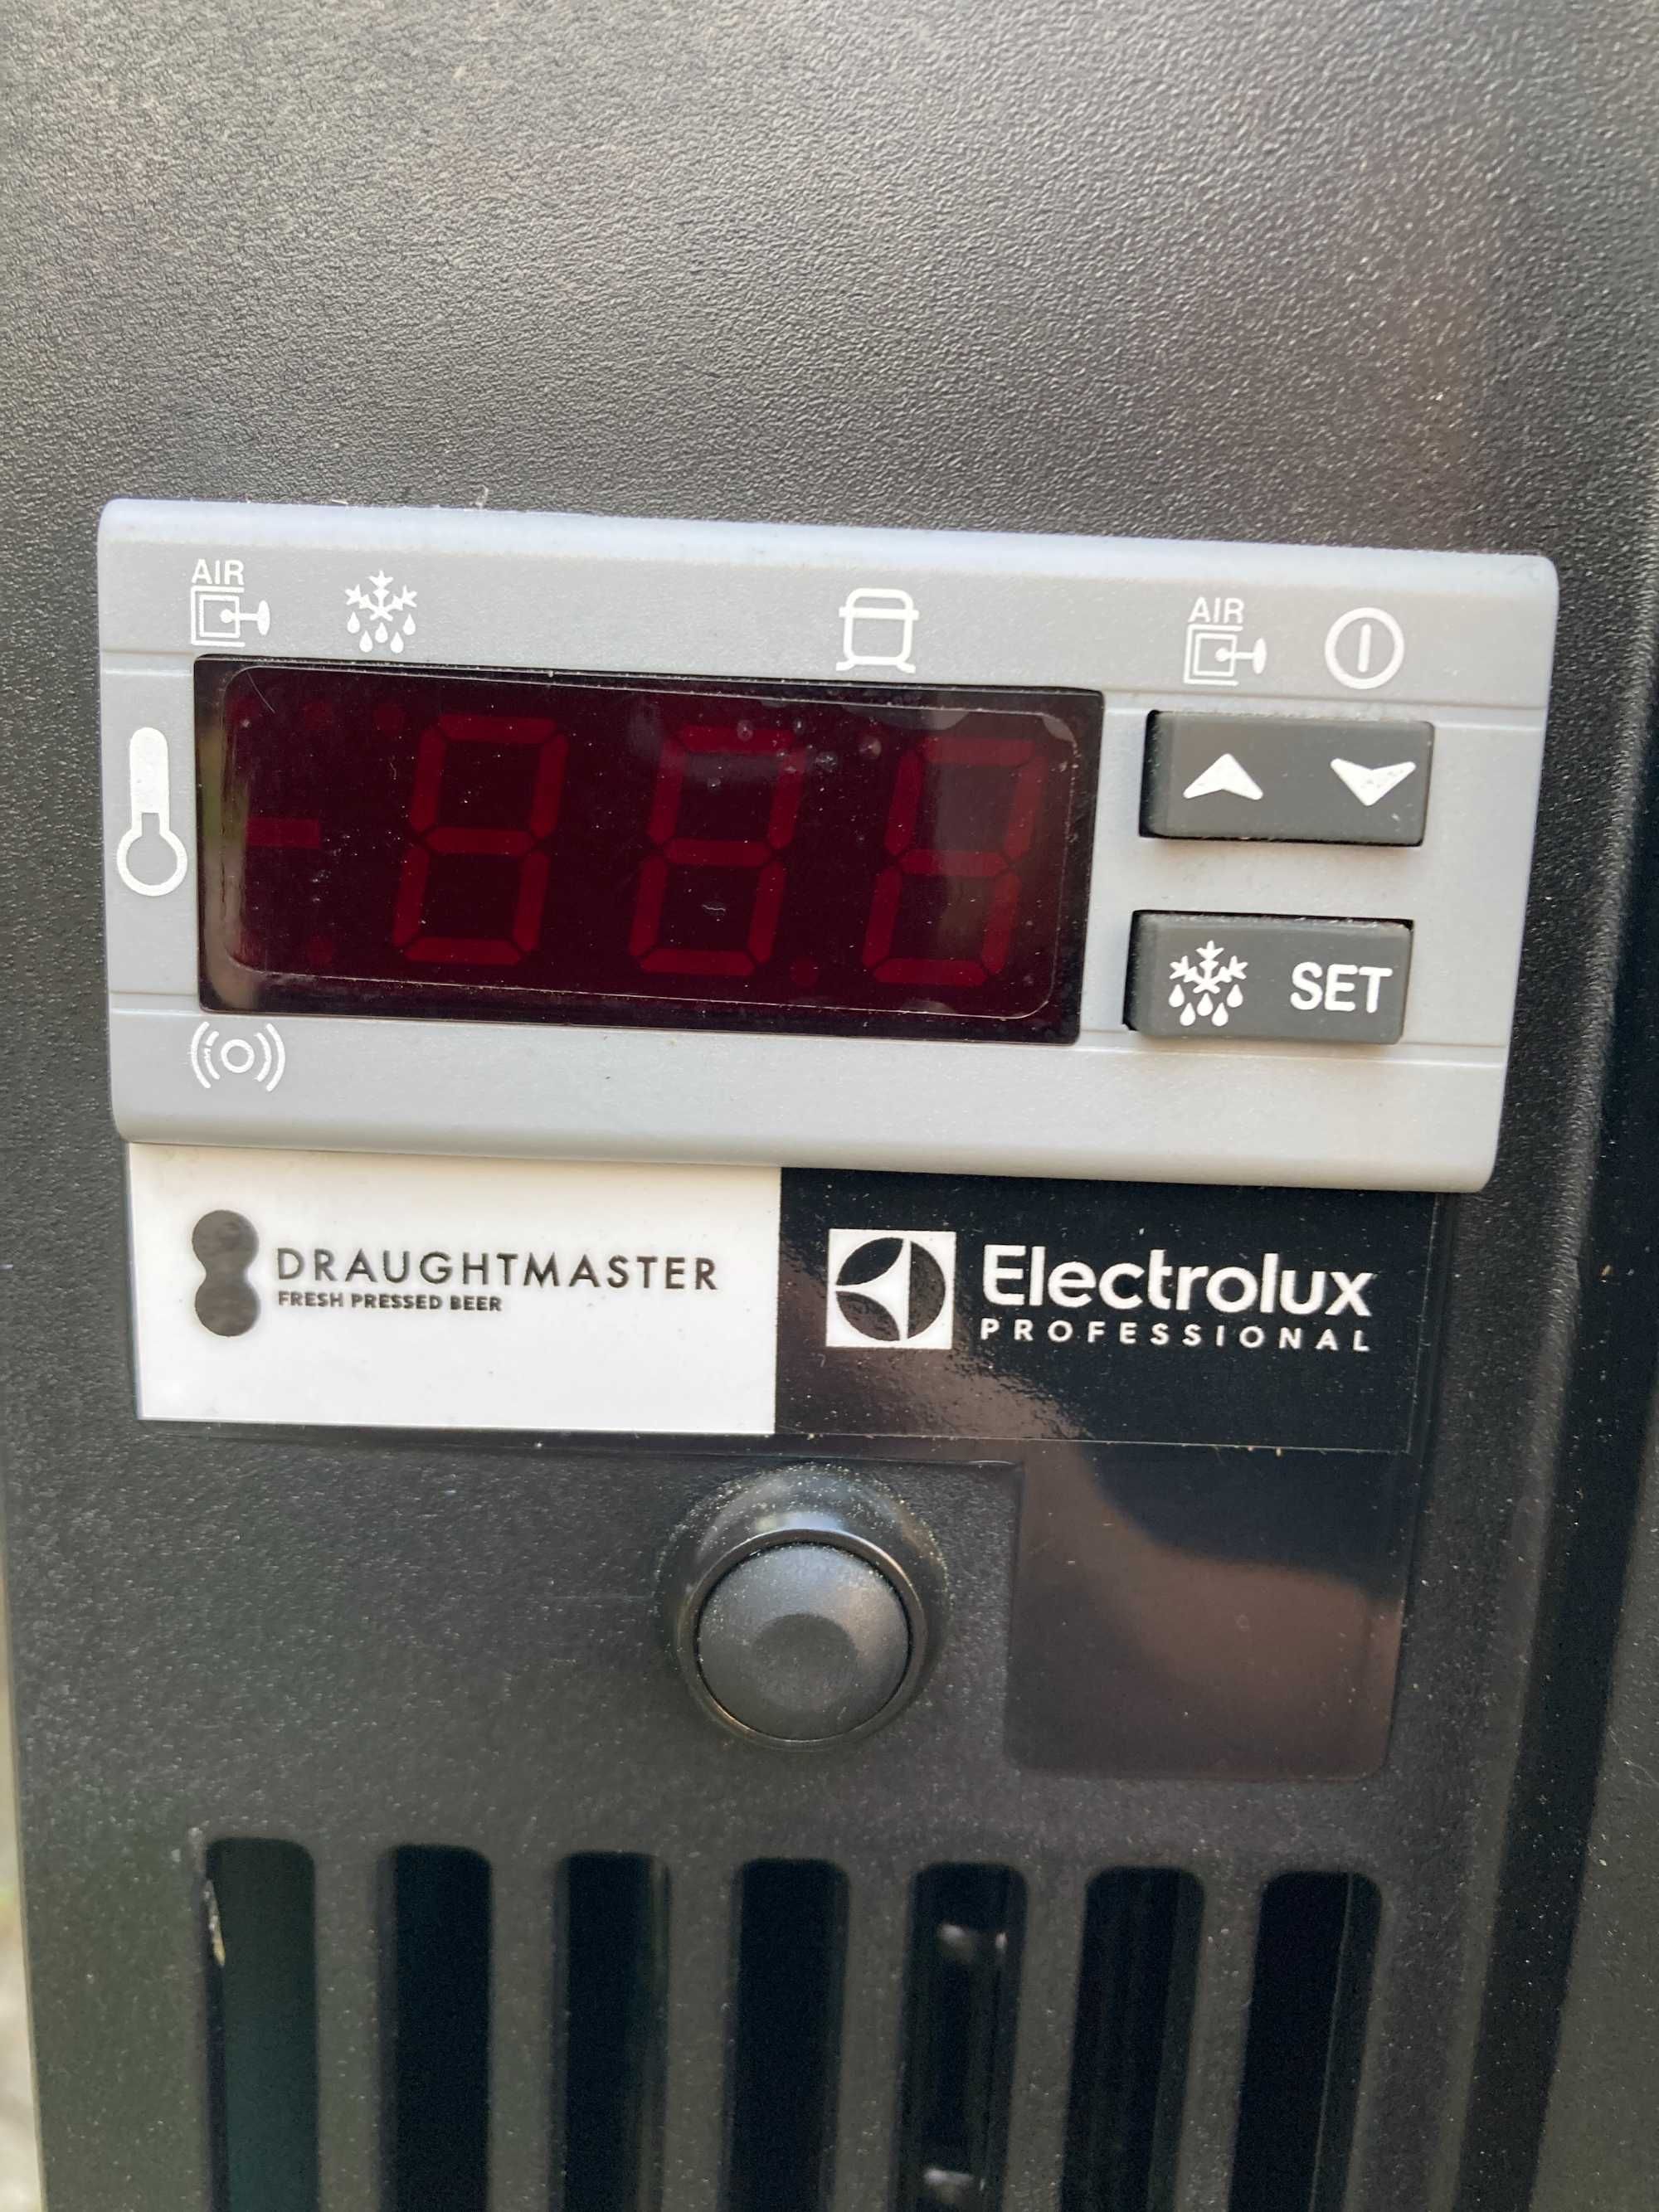 AIR
AIR
SET
DRAUGHTMASTER
FRESH PRESSED BEER
Electrolux
PROFESSIONAL